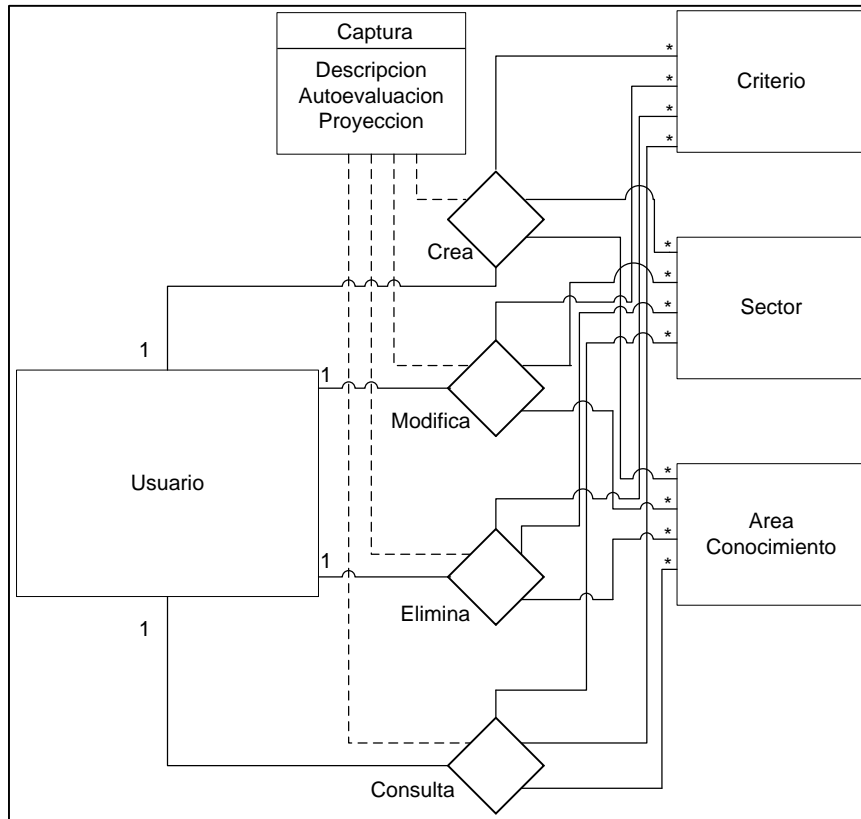 Captura
Descripcion
Autoevaluacion
Proyeccion
*
*
*
*
Criterio
Crea
*
*
*
*
Sector
1
1
Modifica
Usuario
*
*
*
*
Area
Conocimiento
1
Elimina
1
Consulta